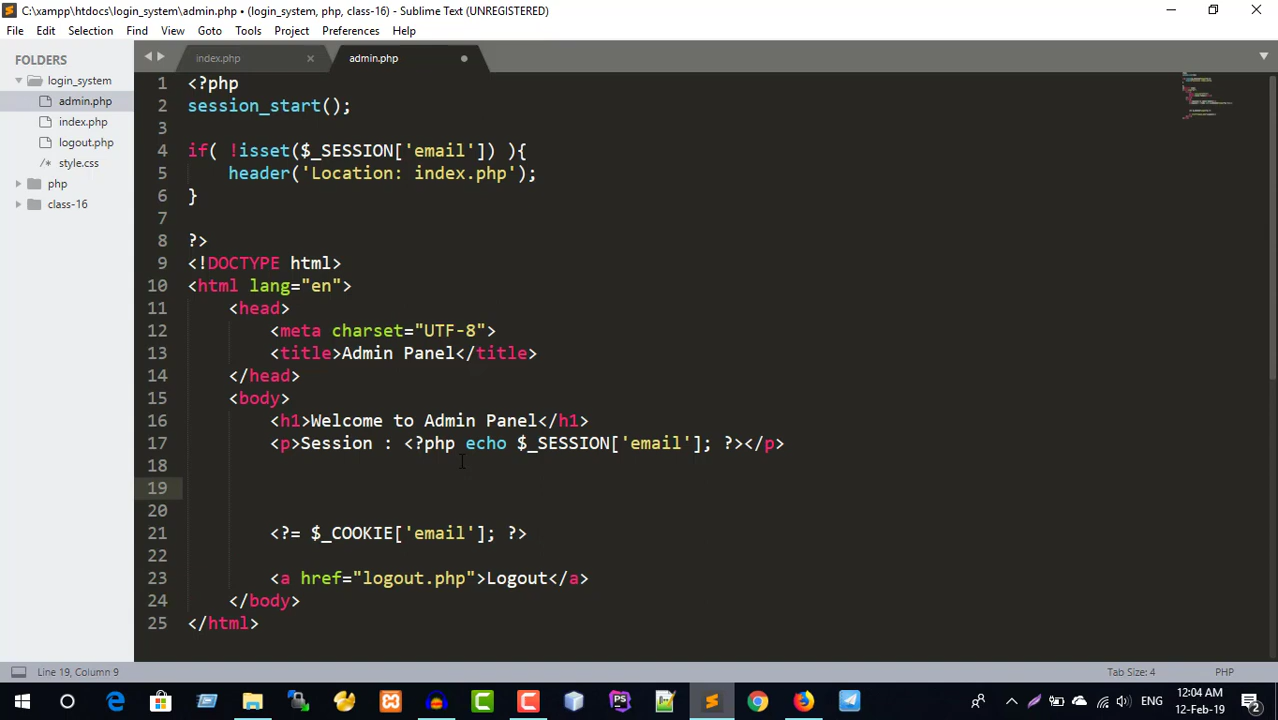 C:\xampp\htdocs\login_system\admin.php • (login_system, php, class-16) - Sublime Text (UNREGISTERED)
File Edit Selection Find View Goto Tools Project Preferences Help
FOLDERS
login_system
admin.php
index.php
logout.php
/* style.css
php
class-16
index.php admin.php
1 <?php
2 session_start();
3
4 if( !isset($_SESSION['email']) ){
5 header('Location: index.php');
6 }
7
8 ?>
9 <!DOCTYPE html>
10 <html lang="en">
11 <head>
12 <meta charset="UTF-8">
13 <title>Admin Panel</title>
14 </head>
15 <body>
16 <h1>Welcome to Admin Panel</h1>
17 <p>Session : <?php echo $_SESSION['email']; ?></p>
18
19
20
21 <?= $_COOKIE['email']; ?>
22
23 <a href="logout.php">Logout</a>
24 </body>
25 </html>
Line 19, Column 9 Tab Size: 4 PHP
PS
ENG
12:04 AM
12-Feb-19
2